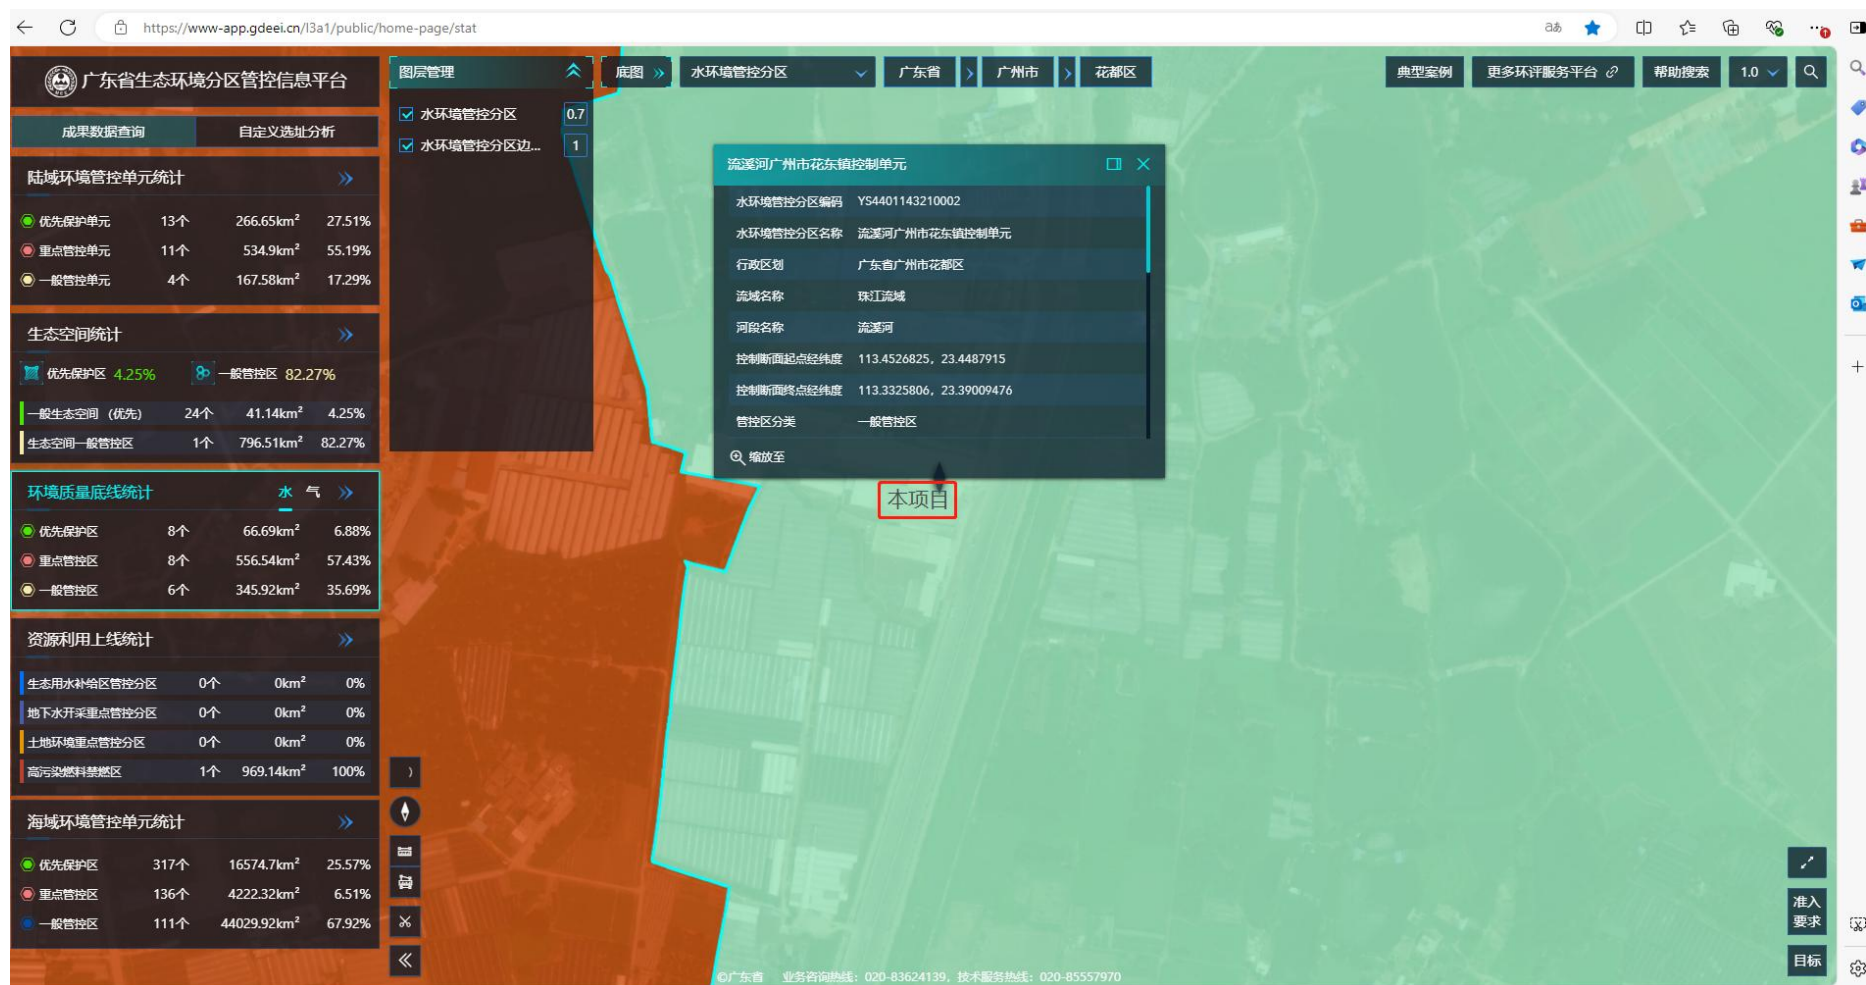 https://www-app.gdeei.cn/l3a1/public/home-page/stat
广东省生态环境分区管控信息平台
成果数据查询 自定义选址分析
陆域环境管控单元统计
优先保护单元 13个 266.65km² 27.51%
重点管控单元 11个 534.9km² 55.19%
一般管控单元 4个 167.58km² 17.29%
生态空间统计
优先保护区 4.25% 一般管控区 82.27%
一般生态空间（优先） 24个 41.14km² 4.25%
生态空间一般管控区 1个 796.51km² 82.27%
环境质量底线统计 水 气
优先保护区 8个 66.69km² 6.88%
重点管控区 8个 556.54km² 57.43%
一般管控区 6个 345.92km² 35.69%
资源利用上线统计
生态用水补给区管控分区 0个 0km² 0%
地下水开采重点管控分区 0个 0km² 0%
土地环境重点管控分区 0个 0km² 0%
高污染燃料禁燃区 1个 969.14km² 100%
海域环境管控单元统计
优先保护区 317个 16574.7km² 25.57%
重点管控区 136个 4222.32km² 6.51%
一般管控区 111个 44029.92km² 67.92%
图层管理
水环境管控分区 0.7
水环境管控分区边... 1
底图 水环境管控分区 广东省 广州市 花都区
典型案例 更多环评服务平台 帮助搜索 1.0
流溪河广州市花东镇控制单元
水环境管控分区编码 YS4401143210002
水环境管控分区名称 流溪河广州市花东镇控制单元
行政区划 广东省广州市花都区
流域名称 珠江流域
河段名称 流溪河
控制断面起点经纬度 113.4526825, 23.4487915
控制断面终点经纬度 113.3325806, 23.39009476
管控区分类 一般管控区
缩放至
本项目
准入
要求
目标
©广东省 业务咨询热线：020-83624139, 技术服务热线：020-85557970